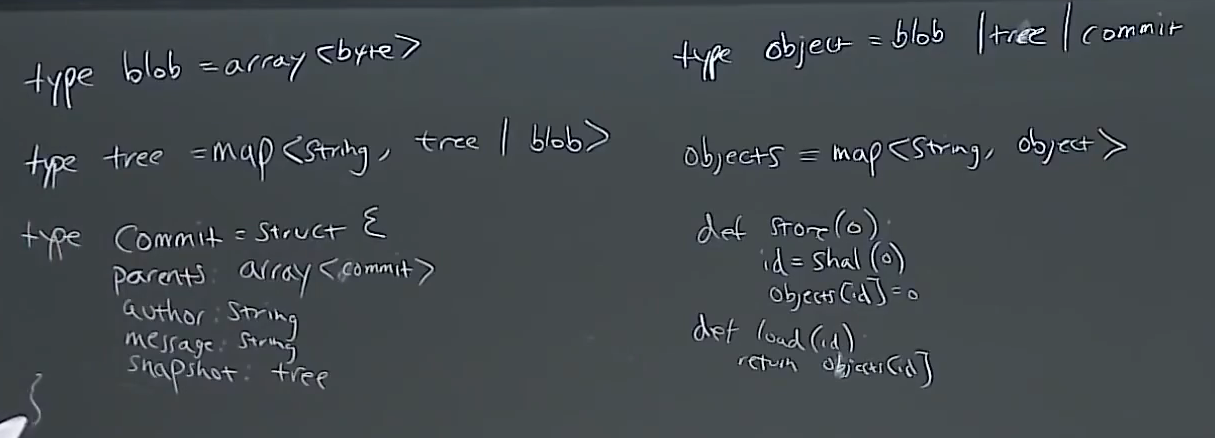 type blob = array<byte>
type tree = map<string, tree | blob>
type Commit = struct {
parents: array<commit>
author: string
message: string
snapshot: tree
}
type object = blob | tree | commit
objects = map<string, object>
def store(o):
id = sha1(o)
objects[id] = o
def load(id)
return objects[id]